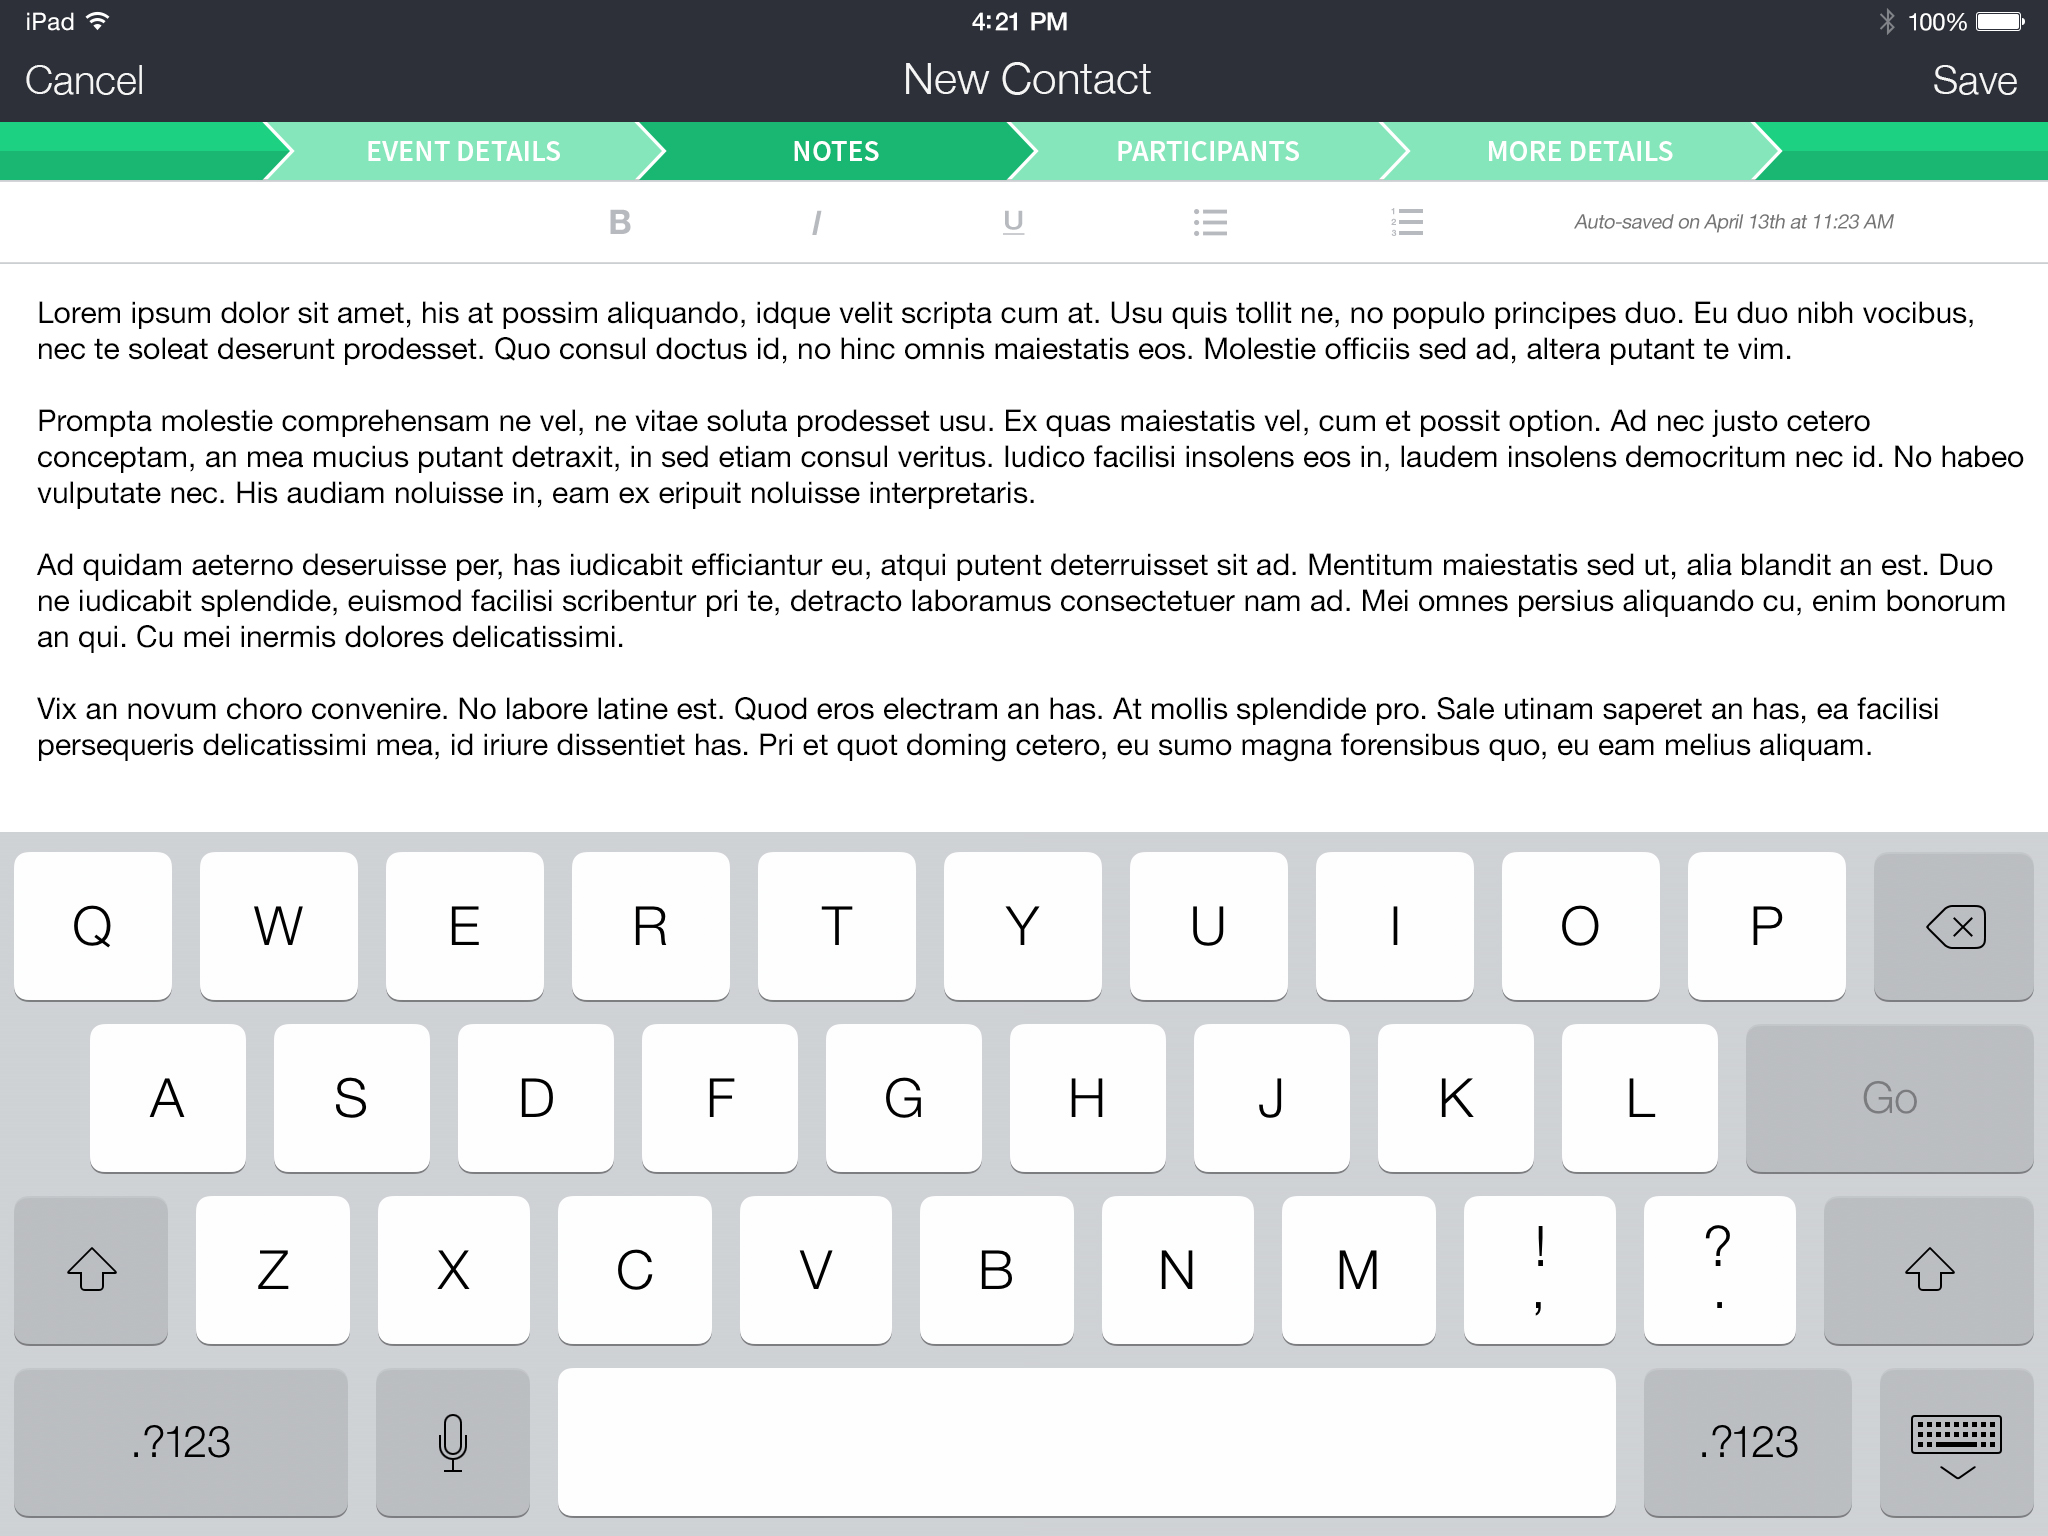 iPad 4:21 PM 100%
Cancel New Contact Save
EVENT DETAILS NOTES PARTICIPANTS MORE DETAILS
B I U 1 2 3 Auto-saved on April 13th at 11:23 AM
Lorem ipsum dolor sit amet, his at possim aliquando, idque velit scripta cum at. Usu quis tollit ne, no populo principes duo. Eu duo nibh vocibus,
nec te soleat deserunt prodesset. Quo consul doctus id, no hinc omnis maiestatis eos. Molestie officiis sed ad, altera putant te vim.
Prompta molestie comprehensam ne vel, ne vitae soluta prodesset usu. Ex quas maiestatis vel, cum et possit option. Ad nec justo cetero
conceptam, an mea mucius putant detraxit, in sed etiam consul veritus. Iudico facilisi insolens eos in, laudem insolens democritum nec id. No habeo
vulputate nec. His audiam noluisse in, eam ex eripuit noluisse interpretaris.
Ad quidam aeterno deseruisse per, has iudicabit efficiantur eu, atqui putent deterruisset sit ad. Mentitum maiestatis sed ut, alia blandit an est. Duo
ne iudicabit splendide, euismod facilisi scribentur pri te, detracto laboramus consectetuer nam ad. Mei omnes persius aliquando cu, enim bonorum
an qui. Cu mei inermis dolores delicatissimi.
Vix an novum choro convenire. No labore latine est. Quod eros electram an has. At mollis splendide pro. Sale utinam saperet an has, ea facilisi
persequeris delicatissimi mea, id iriure dissentiet has. Pri et quot doming cetero, eu sumo magna forensibus quo, eu eam melius aliquam.
Q W E R T Y U I O P
A S D F G H J K L Go
Z X C V B N M ! , ? .
.?123 .?123